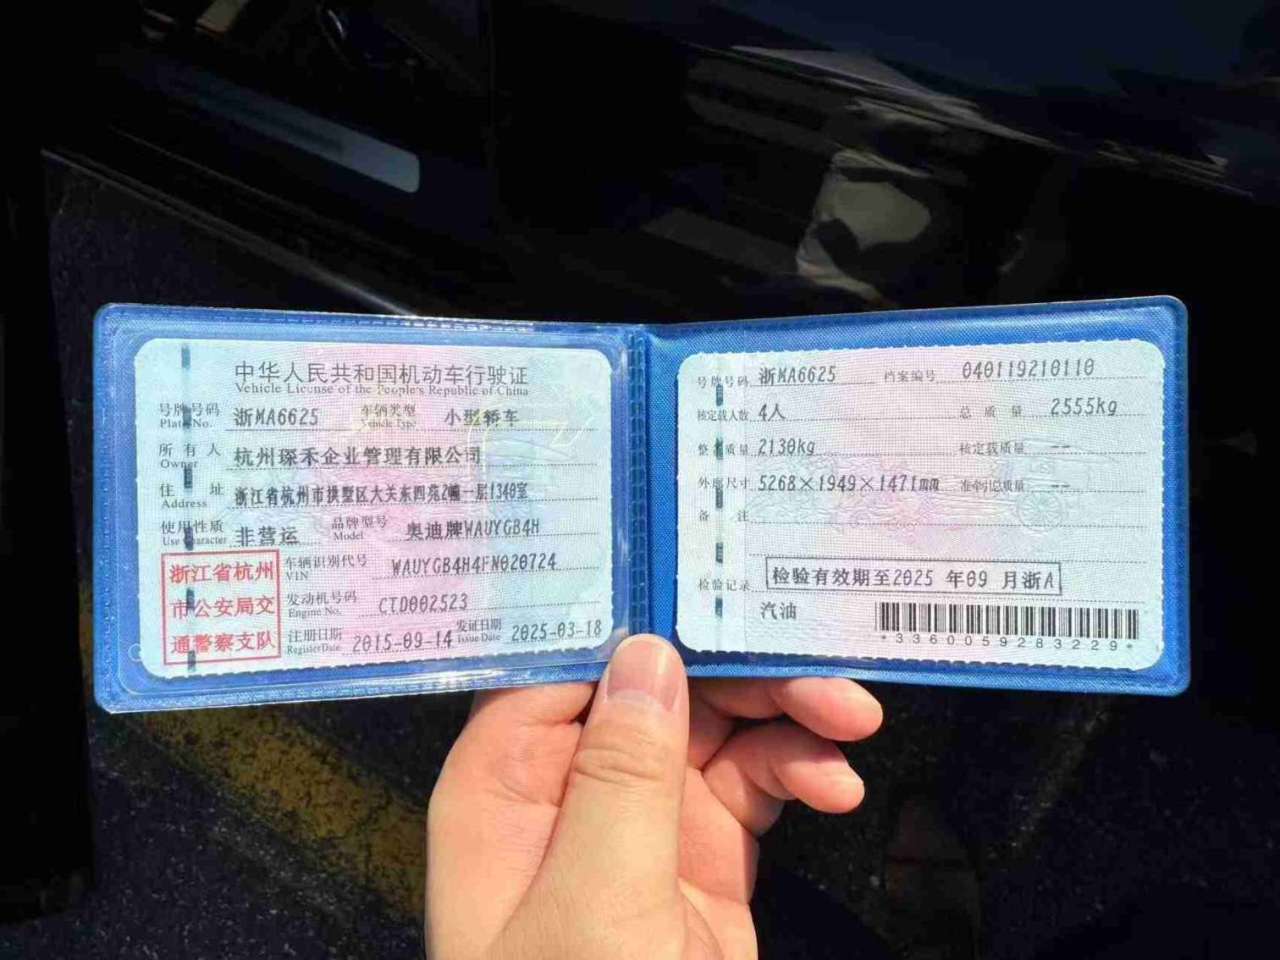 中华人民共和国机动车行驶证
Vehicle License of the People's Republic of China
号牌号码 Plate No. 浙MA6625 车辆类型 Vehicle Type 小型轿车
所有人 Owner 杭州琛禾企业管理有限公司
住址 Address 浙江省杭州市拱墅区大关东四苑2幢一层1340室
使用性质 Use Character 非营运 品牌型号 Model 奥迪牌WAUYGB4H
浙江省杭州
市公安局交
通警察支队
车辆识别代号 VIN WAUYGB4H4FN020724
发动机号码 Engine No. CTD002523
注册日期 Register Date 2015-09-14 发证日期 Issue Date 2025-03-18
号牌号码 浙MA6625 档案编号 040119210110
核定载人数 4人 总质量 2555kg
整备质量 2130kg 核定载质量 --
外廓尺寸 5268×1949×1471mm 准牵引总质量 --
备注
检验记录 检验有效期至2025年09月浙A
汽油
*3360059283229*